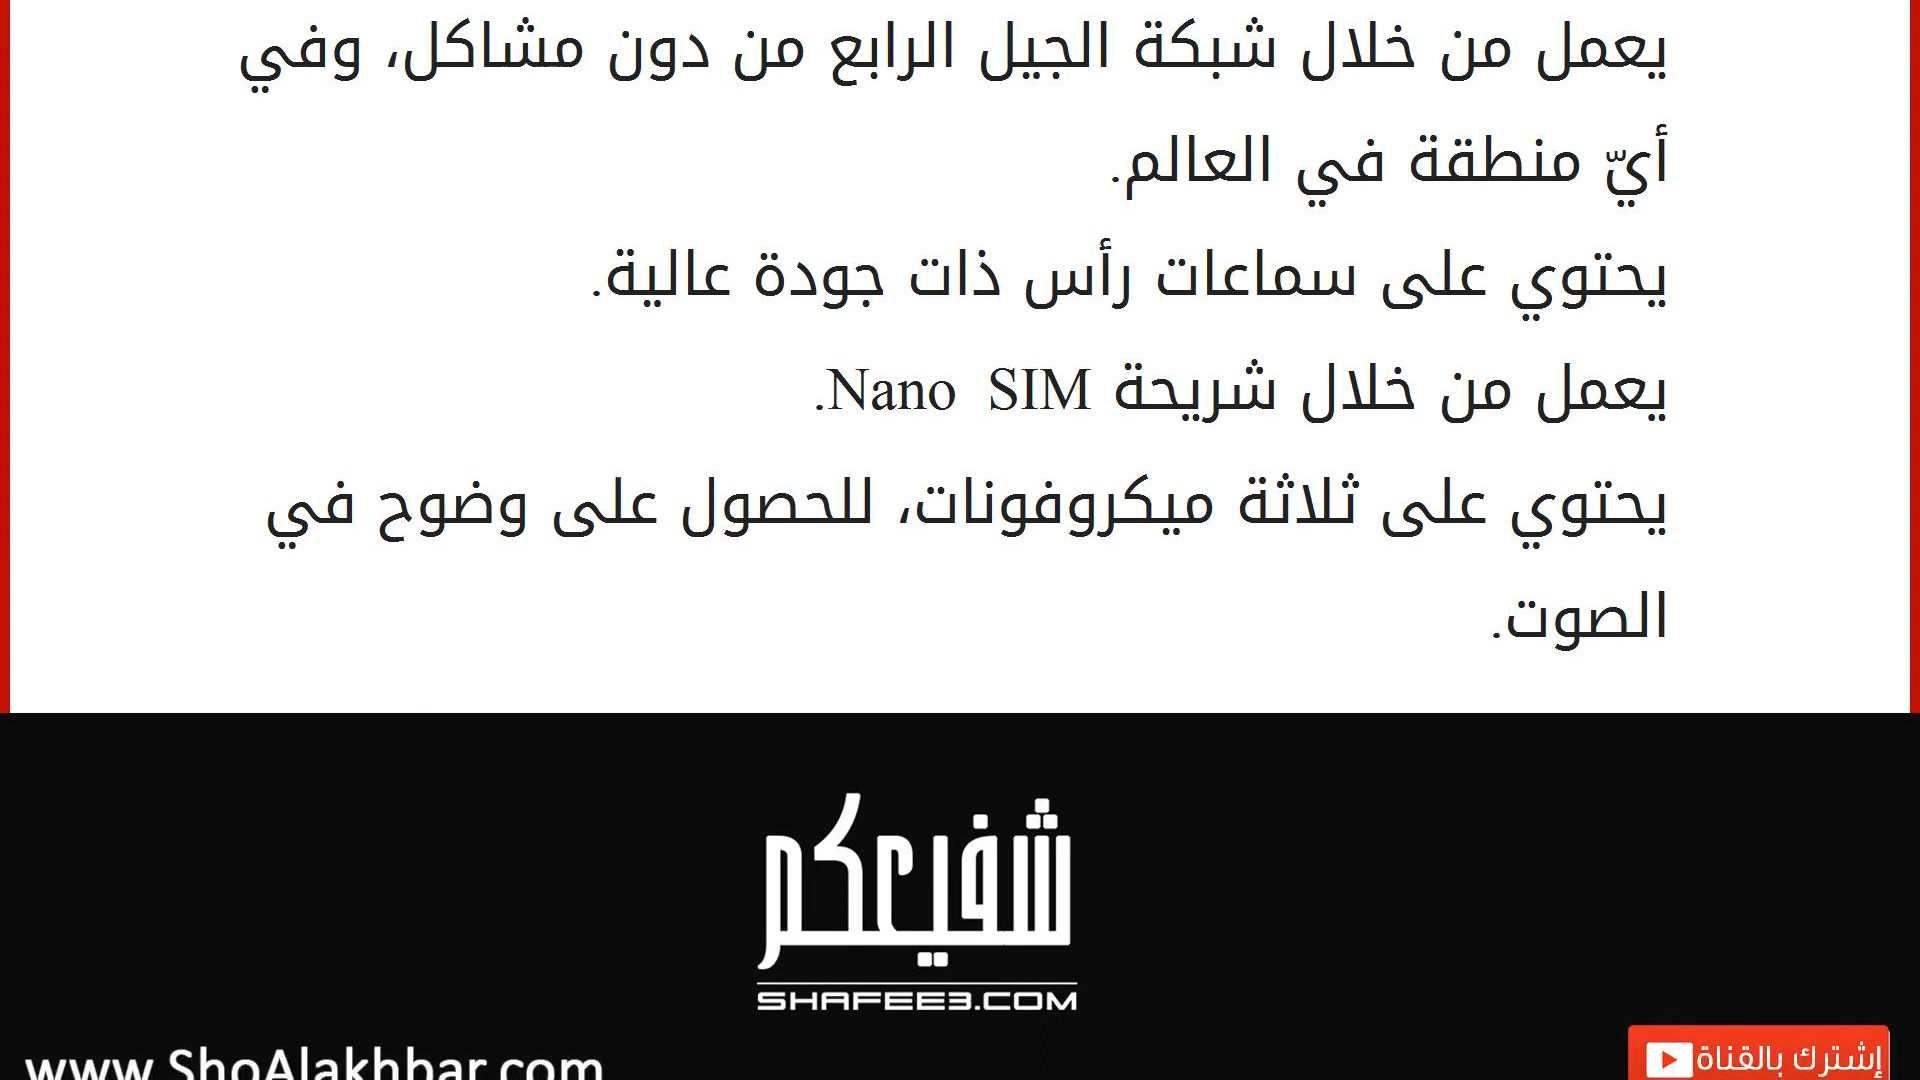 يعمل من خلال شبكة الجيل الرابع من دون مشاكل، وفي
أيّ منطقة في العالم.
يحتوي على سماعات رأس ذات جودة عالية.
يعمل من خلال شريحة Nano SIM.
يحتوي على ثلاثة ميكروفونات، للحصول على وضوح في
الصوت.
شفيعكم
SHAFEE3.COM
www.ShoAlakhbar.com
إشترك بالقناة